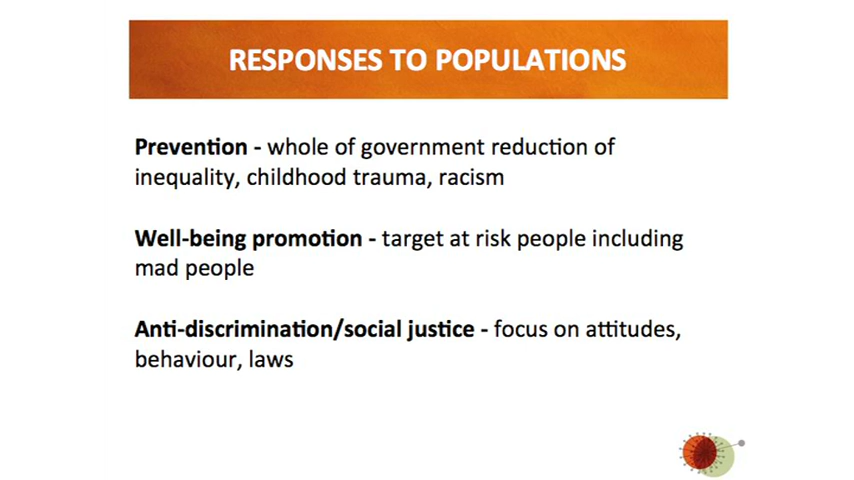 RESPONSES TO POPULATIONS
Prevention - whole of government reduction of
inequality, childhood trauma, racism
Well-being promotion - target at risk people including
mad people
Anti-discrimination/social justice - focus on attitudes,
behaviour, laws